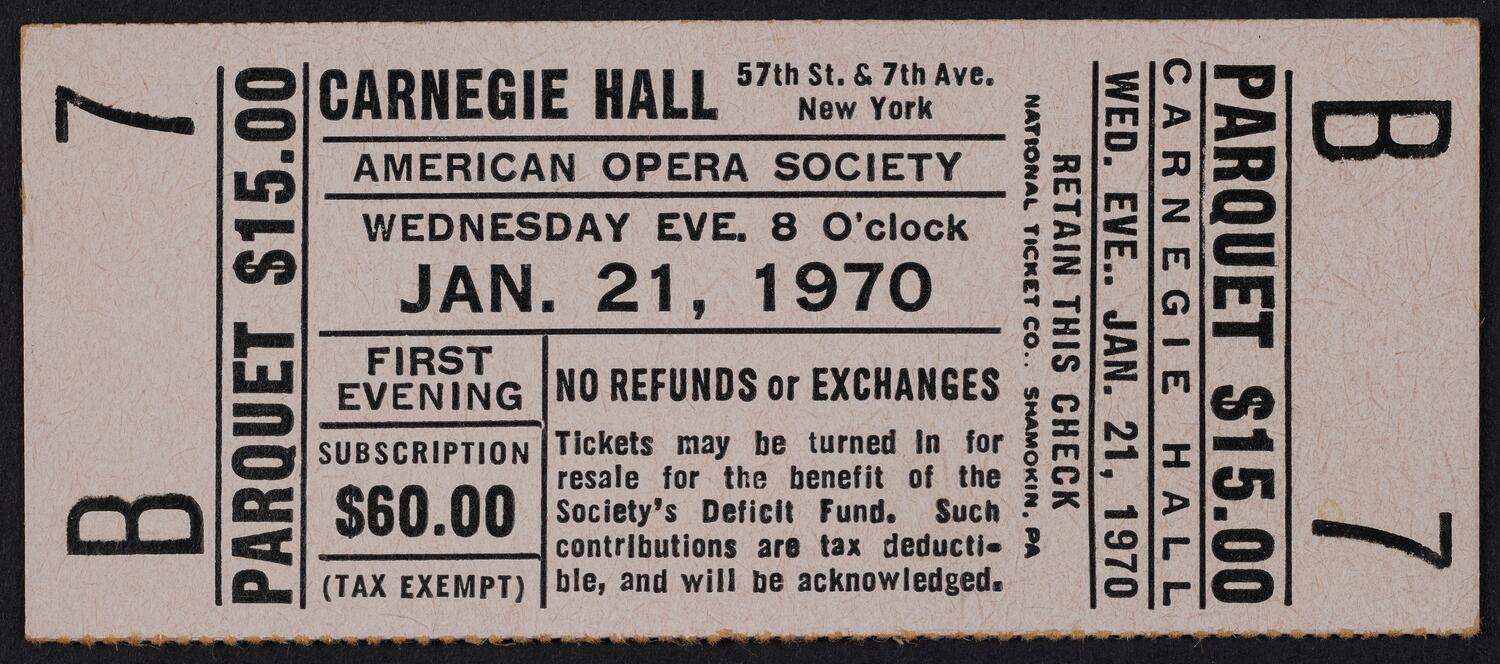 7
B
PARQUET $15.00
CARNEGIE HALL
57th St. & 7th Ave.
New York
AMERICAN OPERA SOCIETY
WEDNESDAY EVE. 8 O'clock
JAN. 21, 1970
FIRST
EVENING
SUBSCRIPTION
$60.00
(TAX EXEMPT)
NO REFUNDS or EXCHANGES
Tickets may be turned in for
resale for the benefit of the
Society's Deficit Fund. Such
contributions are tax deducti-
ble, and will be acknowledged.
NATIONAL TICKET CO., SHAMOKIN, PA
RETAIN THIS CHECK
WED. EVE., JAN. 21, 1970
CARNEGIE HALL
PARQUET $15.00
B
7